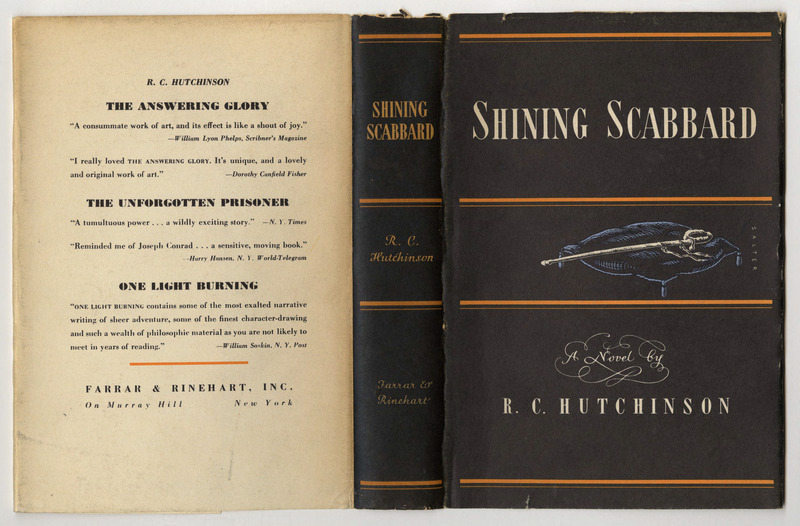 R. C. HUTCHINSON
THE ANSWERING GLORY
"A consummate work of art, and its effect is like a shout of joy."
—William Lyon Phelps, Scribner's Magazine
"I really loved THE ANSWERING GLORY. It's unique, and a lovely
and original work of art." —Dorothy Canfield Fisher
THE UNFORGOTTEN PRISONER
"A tumultuous power . . . a wildly exciting story." —N. Y. Times
"Reminded me of Joseph Conrad . . . a sensitive, moving book."
—Harry Hansen, N. Y. World-Telegram
ONE LIGHT BURNING
"ONE LIGHT BURNING contains some of the most exalted narrative
writing of sheer adventure, some of the finest character-drawing
and such a wealth of philosophic material as you are not likely to
meet in years of reading." —William Soskin, N. Y. Post
FARRAR & RINEHART, INC.
On Murray Hill New York
SHINING
SCABBARD
R. C.
Hutchinson
Farrar &
Rinehart
SHINING SCABBARD
SALTER
A Novel by
R. C. HUTCHINSON